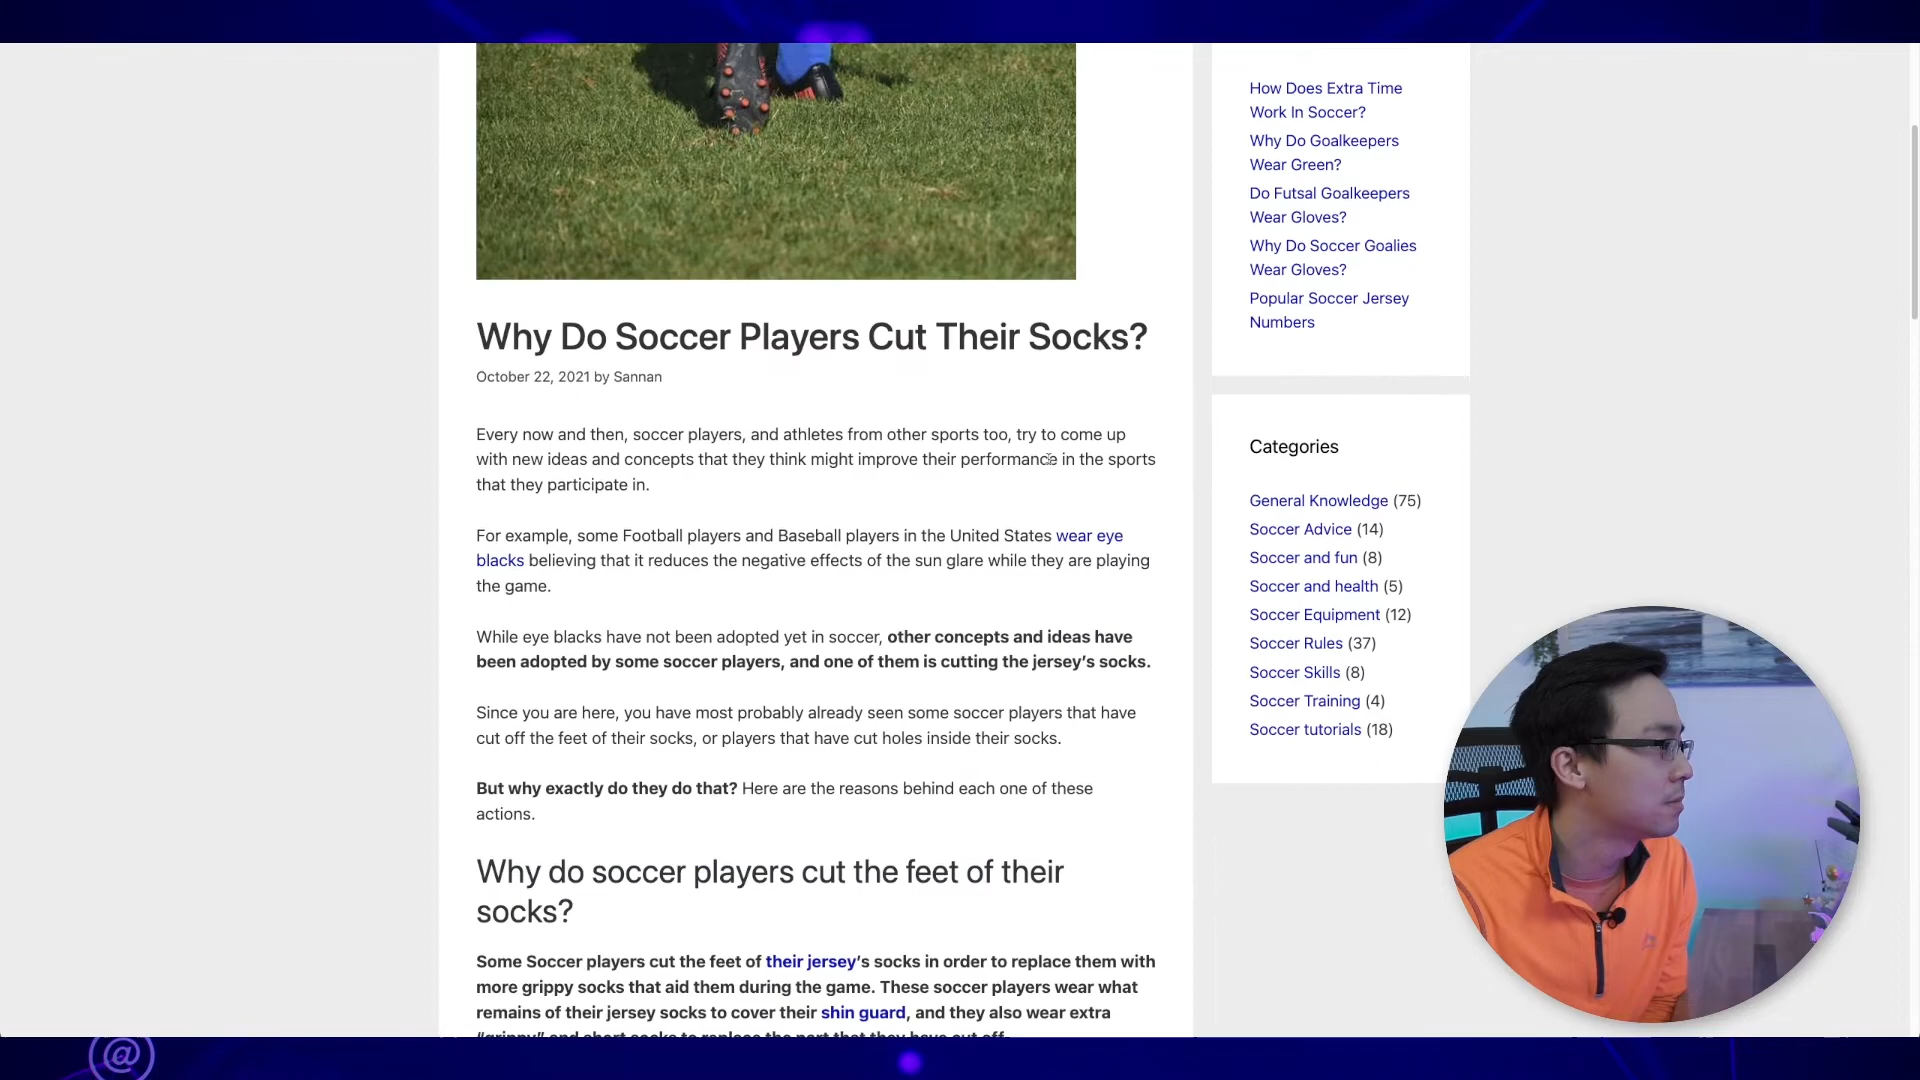 How Does Extra Time
Work In Soccer?
Why Do Goalkeepers
Wear Green?
Do Futsal Goalkeepers
Wear Gloves?
Why Do Soccer Goalies
Wear Gloves?
Popular Soccer Jersey
Numbers
Why Do Soccer Players Cut Their Socks?
October 22, 2021 by Sannan
Every now and then, soccer players, and athletes from other sports too, try to come up
with new ideas and concepts that they think might improve their performance in the sports
that they participate in.
For example, some Football players and Baseball players in the United States wear eye
blacks believing that it reduces the negative effects of the sun glare while they are playing
the game.
While eye blacks have not been adopted yet in soccer, other concepts and ideas have
been adopted by some soccer players, and one of them is cutting the jersey’s socks.
Since you are here, you have most probably already seen some soccer players that have
cut off the feet of their socks, or players that have cut holes inside their socks.
But why exactly do they do that? Here are the reasons behind each one of these
actions.
Why do soccer players cut the feet of their
socks?
Some Soccer players cut the feet of their jersey’s socks in order to replace them with
more grippy socks that aid them during the game. These soccer players wear what
remains of their jersey socks to cover their shin guard, and they also wear extra
“grippy” and short socks to replace the part that they have cut off.
Categories
General Knowledge (75)
Soccer Advice (14)
Soccer and fun (8)
Soccer and health (5)
Soccer Equipment (12)
Soccer Rules (37)
Soccer Skills (8)
Soccer Training (4)
Soccer tutorials (18)
@